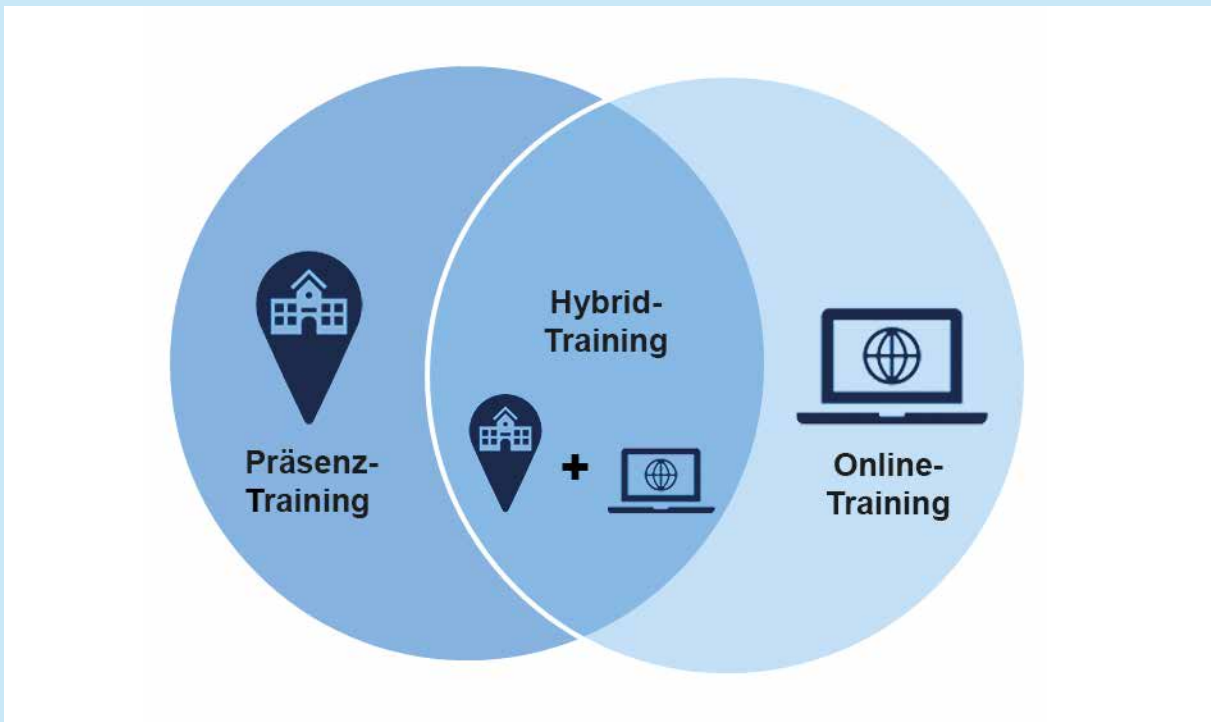 Präsenz-
Training
Hybrid-
Training
+
Online-
Training